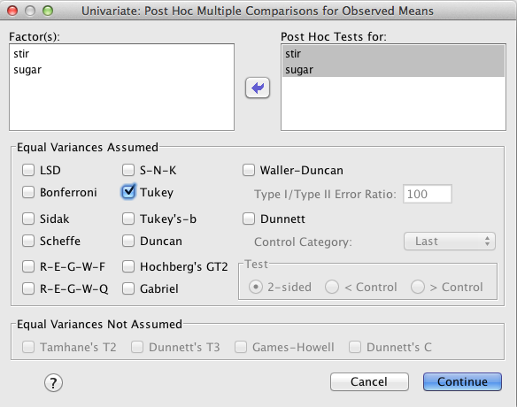 Univariate: Post Hoc Multiple Comparisons for Observed Means
Factor(s):
stir
sugar
Post Hoc Tests for:
stir
sugar
Equal Variances Assumed
LSD S-N-K Waller-Duncan
Bonferroni Tukey Type I/Type II Error Ratio: 100
Sidak Tukey's-b Dunnett
Scheffe Duncan Control Category: Last
R-E-G-W-F Hochberg's GT2 Test
R-E-G-W-Q Gabriel 2-sided < Control > Control
Equal Variances Not Assumed
Tamhane's T2 Dunnett's T3 Games-Howell Dunnett's C
? Cancel Continue